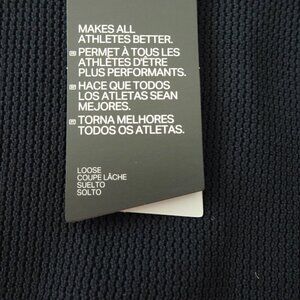 MAKES ALL
ATHLETES BETTER.
PERMET À TOUS LES
ATHLÈTES D'ÊTRE
PLUS PERFORMANTS.
HACE QUE TODOS
LOS ATLETAS SEAN
MEJORES.
TORNA MELHORES
TODOS OS ATLETAS.
LOOSE
COUPE LÂCHE
SUELTO
SOLTO